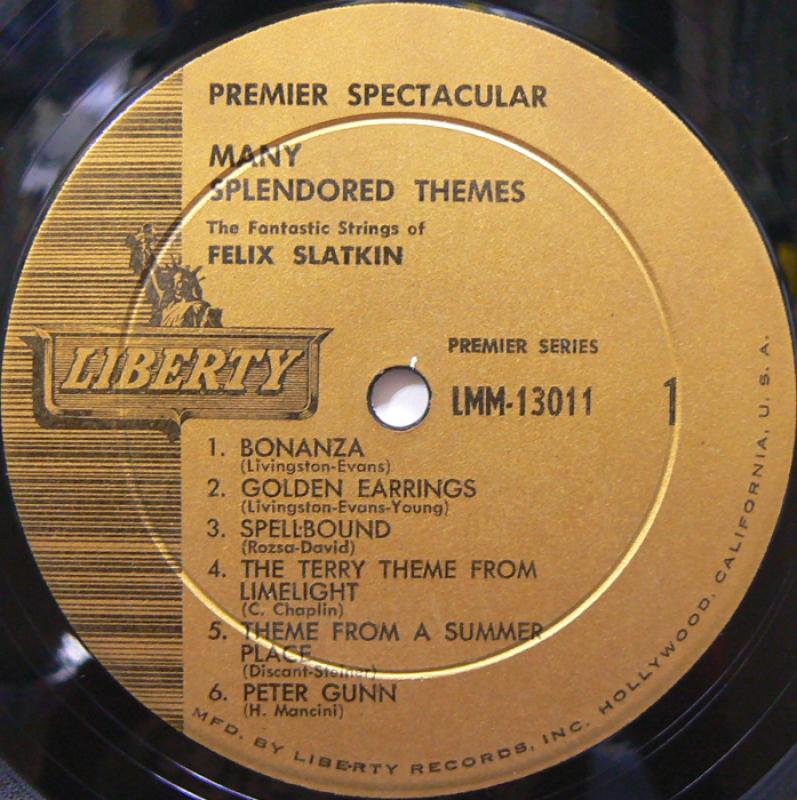 PREMIER SPECTACULAR
MANY
SPLENDORED THEMES
The Fantastic Strings of
FELIX SLATKIN
LIBERTY
PREMIER SERIES
LMM-13011
1
1. BONANZA
(Livingston-Evans)
2. GOLDEN EARRINGS
(Livingston-Evans-Young)
3. SPELLBOUND
(Rozsa-David)
4. THE TERRY THEME FROM
LIMELIGHT
(C. Chaplin)
5. THEME FROM A SUMMER
PLACE
(Discant-Steiner)
6. PETER GUNN
(H. Mancini)
MFD. BY LIBERTY RECORDS, INC. HOLLYWOOD, CALIFORNIA, U. S. A.